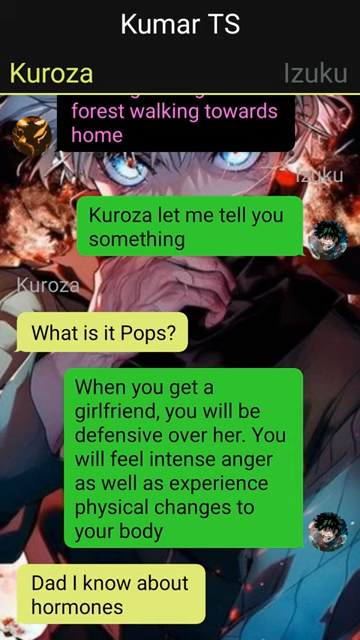 Kumar TS
Kuroza Izuku
forest walking towards
home
Izuku
Kuroza let me tell you
something
Kuroza
What is it Pops?
When you get a
girlfriend, you will be
defensive over her. You
will feel intense anger
as well as experience
physical changes to
your body
Dad I know about
hormones